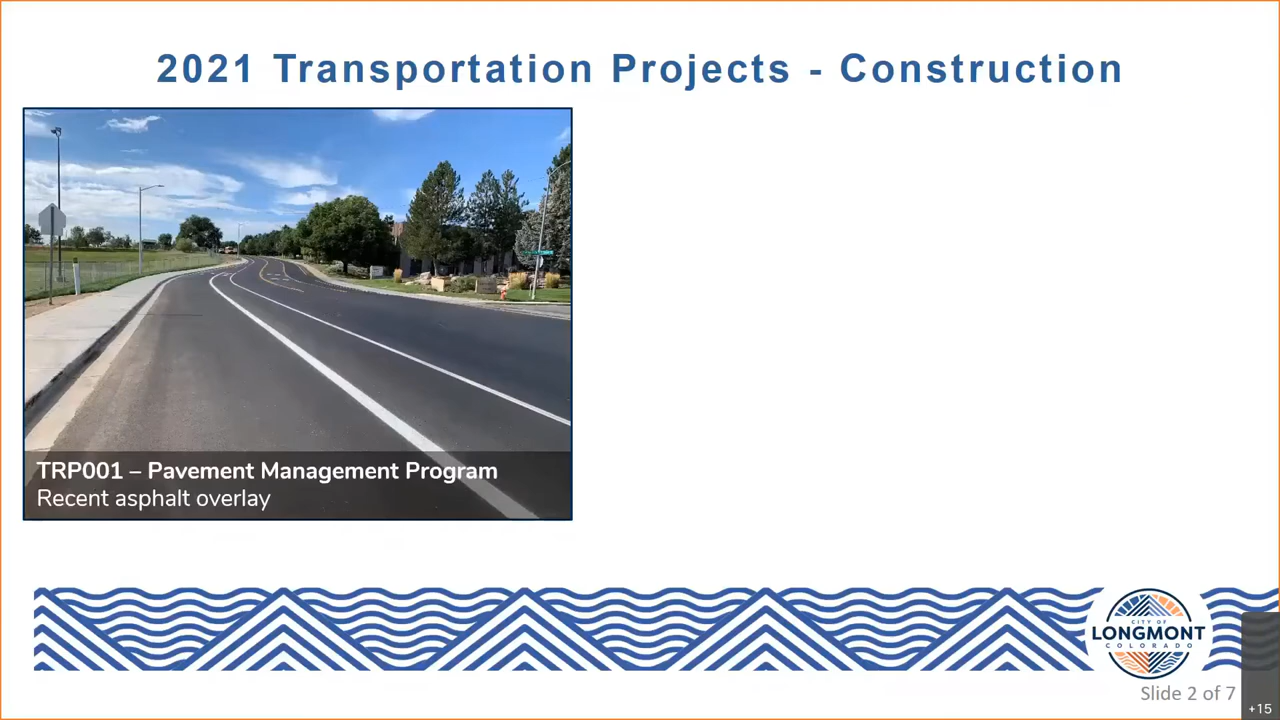 2021 Transportation Projects - Construction
TRP001 – Pavement Management Program
Recent asphalt overlay
CITY OF
LONGMONT
COLORADO
Slide 2 of 7
+15